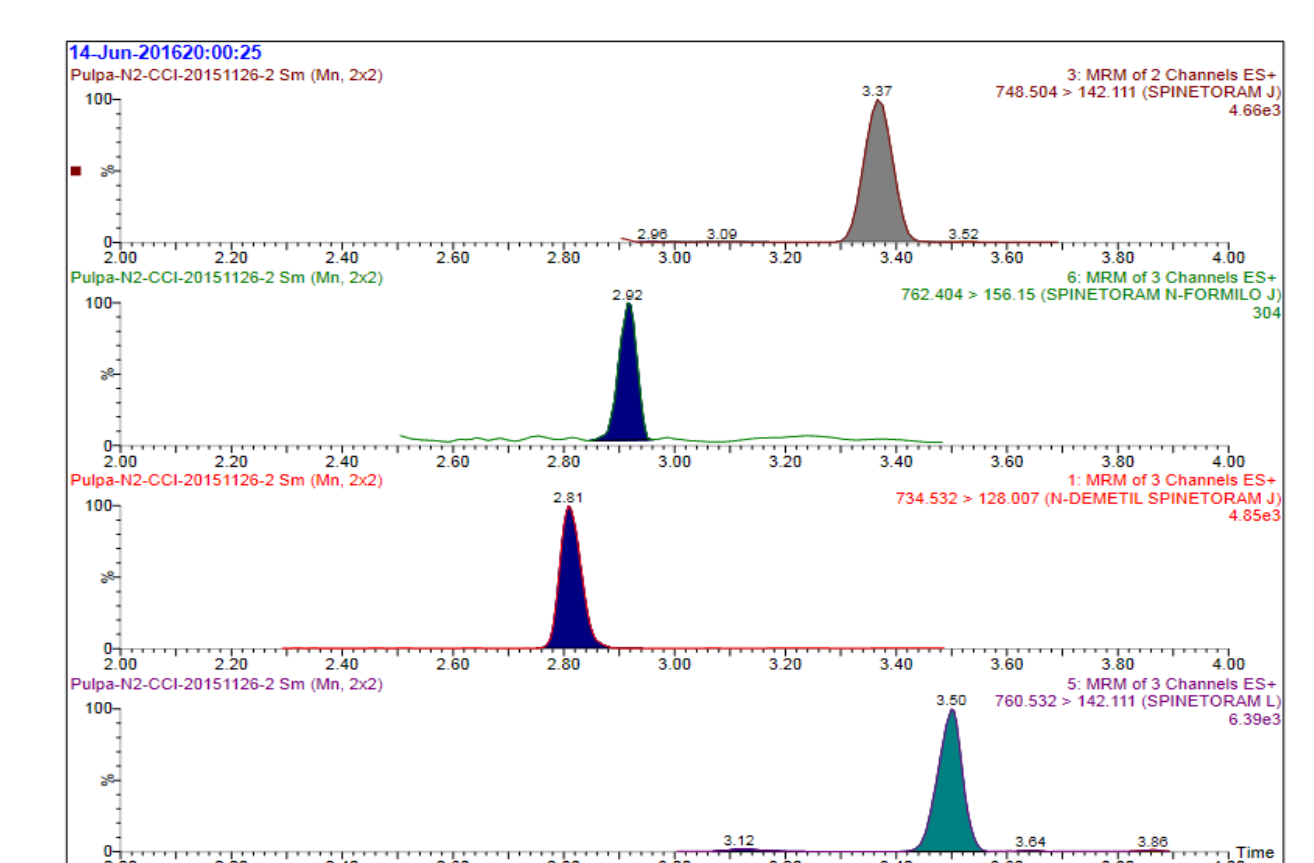 14-Jun-201620:00:25
Pulpa-N2-CCI-20151126-2 Sm (Mn, 2x2)
3: MRM of 2 Channels ES+
748.504 > 142.111 (SPINETORAM J)
4.66e3
3.37
100
%
0
2.96 3.09 3.52
2.00 2.20 2.40 2.60 2.80 3.00 3.20 3.40 3.60 3.80 4.00
Pulpa-N2-CCI-20151126-2 Sm (Mn, 2x2)
6: MRM of 3 Channels ES+
762.404 > 156.15 (SPINETORAM N-FORMILO J)
304
2.92
100
%
0
2.00 2.20 2.40 2.60 2.80 3.00 3.20 3.40 3.60 3.80 4.00
Pulpa-N2-CCI-20151126-2 Sm (Mn, 2x2)
1: MRM of 3 Channels ES+
734.532 > 128.007 (N-DEMETIL SPINETORAM J)
4.85e3
2.81
100
%
0
2.00 2.20 2.40 2.60 2.80 3.00 3.20 3.40 3.60 3.80 4.00
Pulpa-N2-CCI-20151126-2 Sm (Mn, 2x2)
5: MRM of 3 Channels ES+
760.532 > 142.111 (SPINETORAM L)
6.39e3
3.50
100
%
0
3.12 3.64 3.86
Time